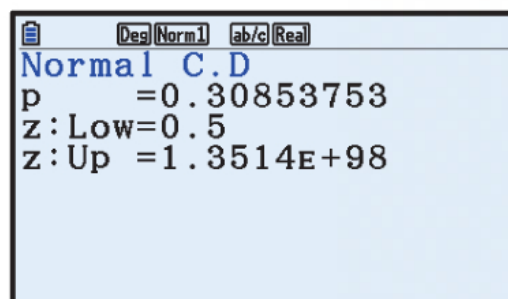 Deg Norm1 ab/c Real
Normal C.D
p =0.30853753
z:Low=0.5
z:Up =1.3514E+98